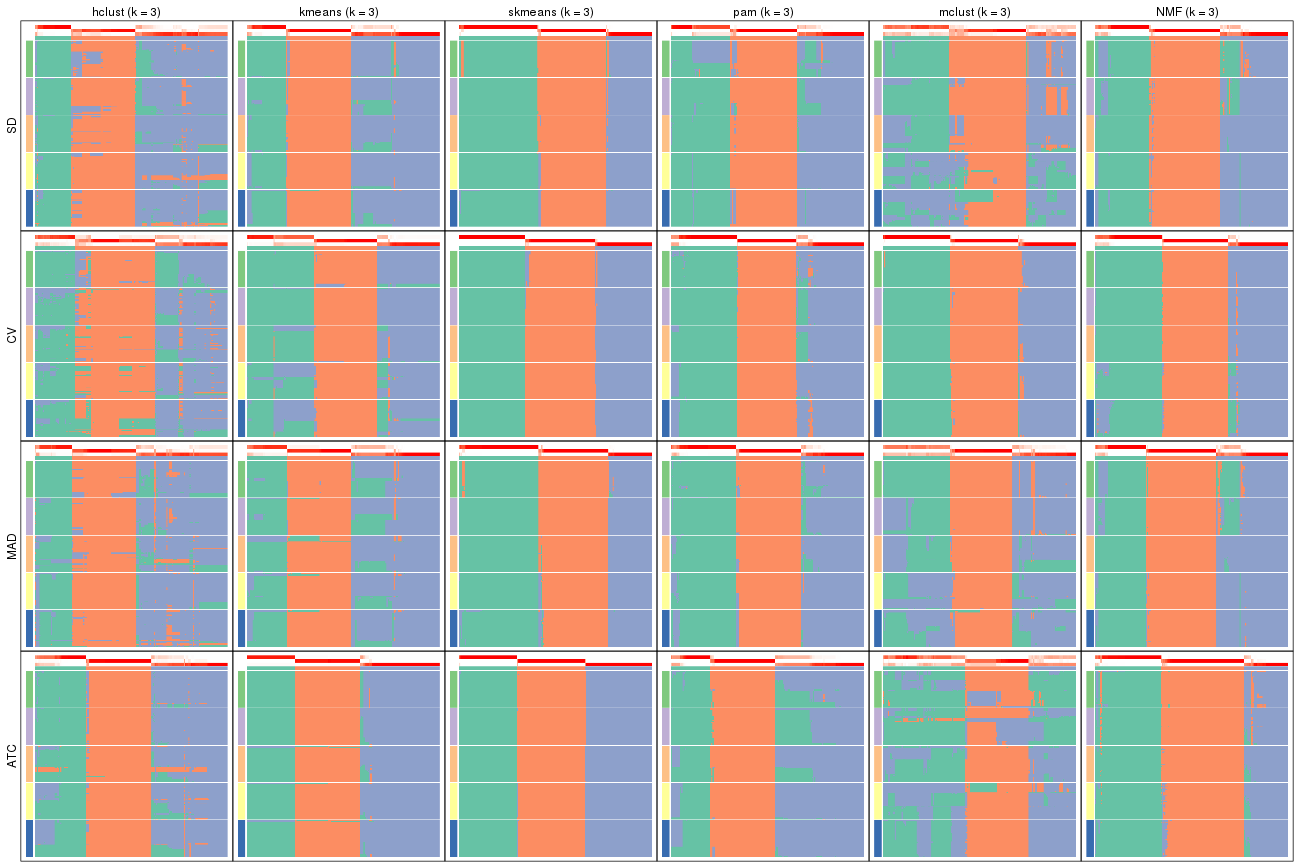 hclust (k = 3) kmeans (k = 3) skmeans (k = 3) pam (k = 3) mclust (k = 3) NMF (k = 3)
SD
CV
MAD
ATC